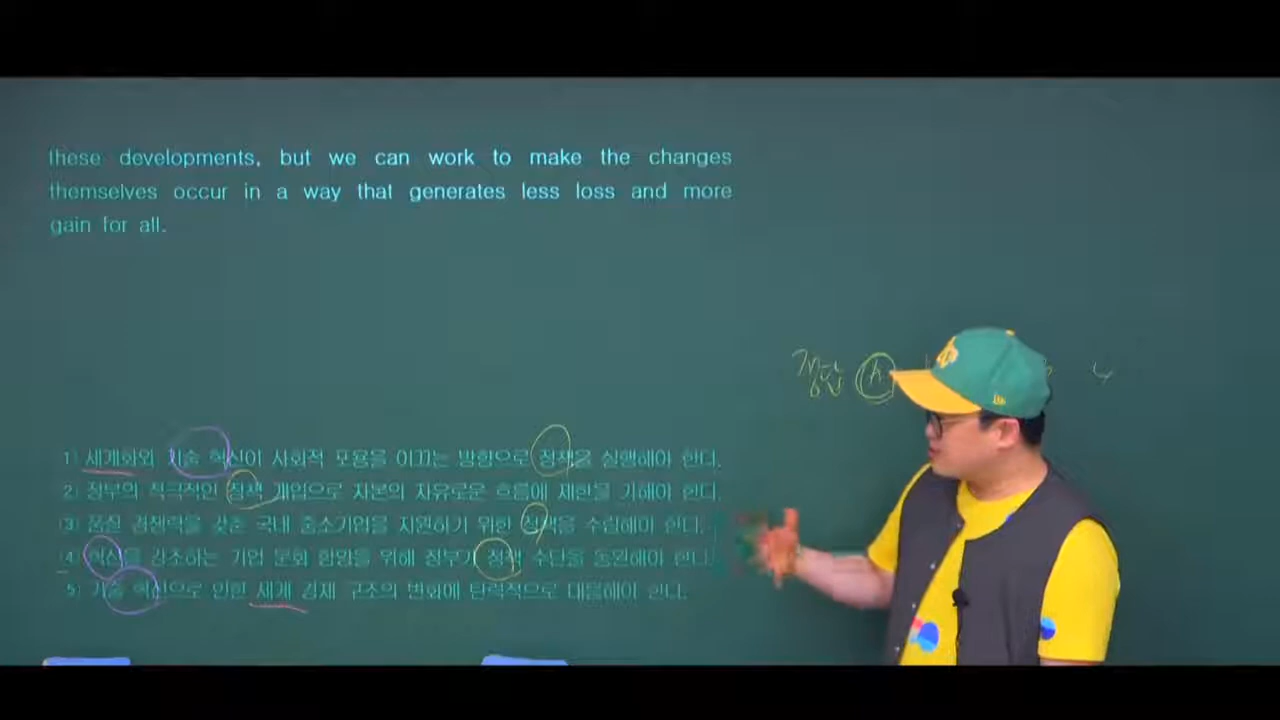 these developments, but we can work to make the changes
themselves occur in a way that generates less loss and more
gain for all.
1) 세계화와 기술 혁신이 사회적 포용을 이끄는 방향으로 정책을 실행해야 한다.
2) 정부의 적극적인 정책 개입으로 자본의 자유로운 흐름에 제한을 가해야 한다.
3) 품질 경쟁력을 갖춘 국내 중소기업을 지원하기 위한 정책을 수립해야 한다.
4) 혁신을 강조하는 기업 문화 함양을 위해 정부가 정책 수단을 동원해야 한다.
5) 기술 혁신으로 인한 세계 경제 구조의 변화에 탄력적으로 대응해야 한다.